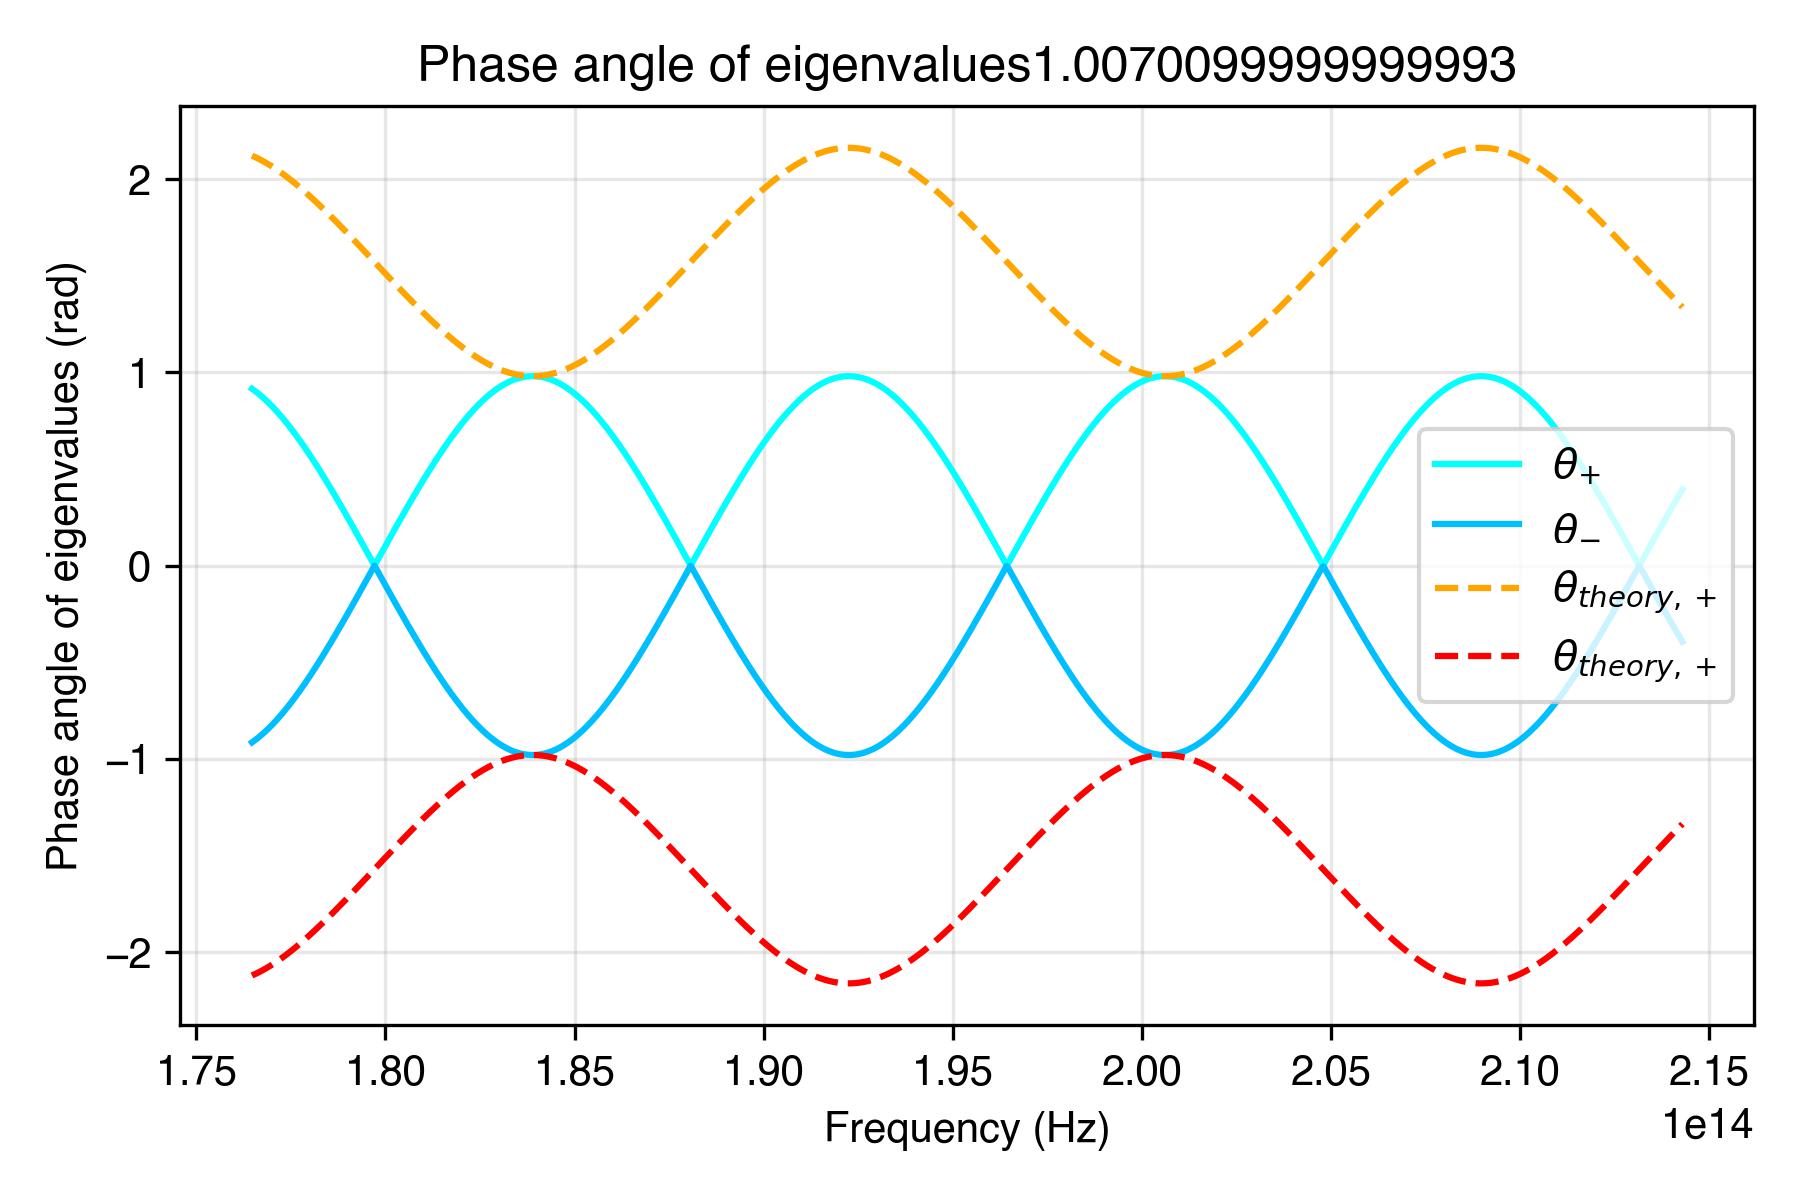 Phase angle of eigenvalues1.0070099999999993
Phase angle of eigenvalues (rad)
2
1
0
−1
−2
θ+
θ−
θtheory, +
θtheory, +
1.75 1.80 1.85 1.90 1.95 2.00 2.05 2.10 2.15
Frequency (Hz)
1e14